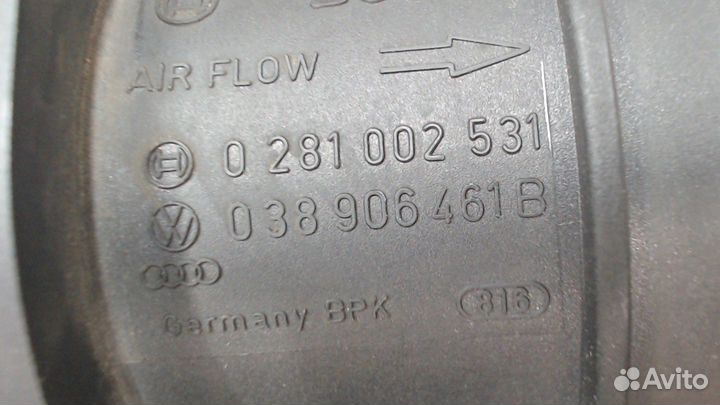 AIR FLOW
0 281 002 531
038 906 461 B
Germany BPK 816
Avito